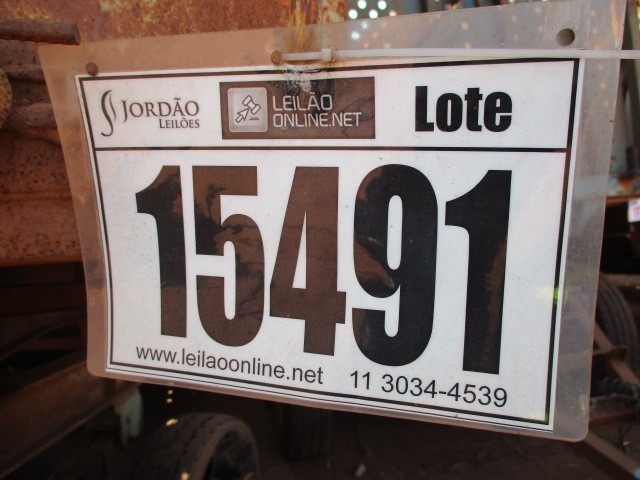 JORDÃO
LEILÕES
LEILÃO
ONLINE.NET
Lote
15491
www.leilaoonline.net
11 3034-4539